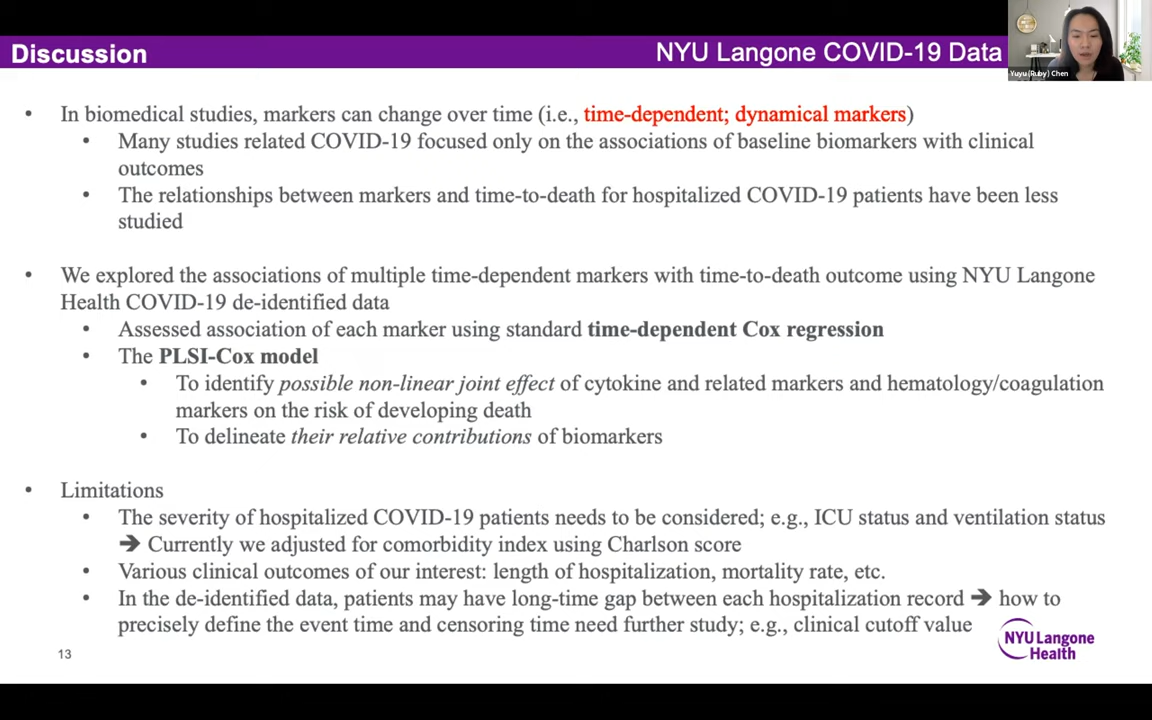 Discussion
NYU Langone COVID-19 Data
Yuyu (Ruby) Chen
• In biomedical studies, markers can change over time (i.e., time-dependent; dynamical markers)
• Many studies related COVID-19 focused only on the associations of baseline biomarkers with clinical
outcomes
• The relationships between markers and time-to-death for hospitalized COVID-19 patients have been less
studied
• We explored the associations of multiple time-dependent markers with time-to-death outcome using NYU Langone
Health COVID-19 de-identified data
• Assessed association of each marker using standard time-dependent Cox regression
• The PLSI-Cox model
• To identify possible non-linear joint effect of cytokine and related markers and hematology/coagulation
markers on the risk of developing death
• To delineate their relative contributions of biomarkers
• Limitations
• The severity of hospitalized COVID-19 patients needs to be considered; e.g., ICU status and ventilation status
➔ Currently we adjusted for comorbidity index using Charlson score
• Various clinical outcomes of our interest: length of hospitalization, mortality rate, etc.
• In the de-identified data, patients may have long-time gap between each hospitalization record ➔ how to
precisely define the event time and censoring time need further study; e.g., clinical cutoff value
13
NYU Langone
Health